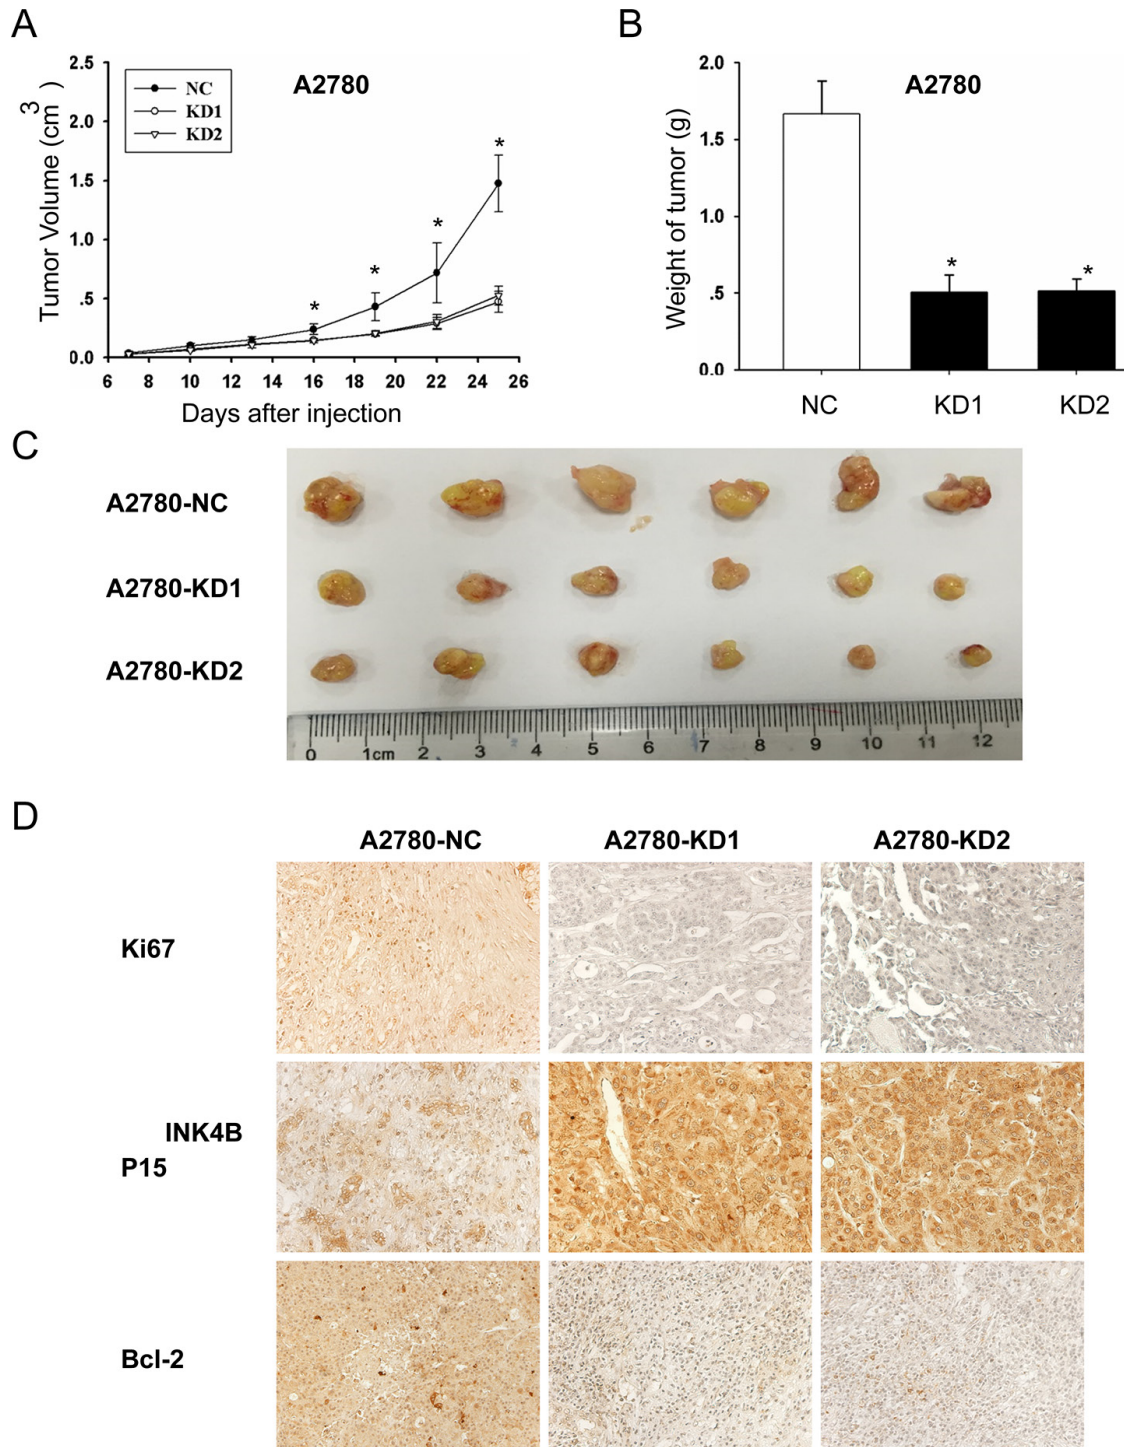 A
B
2.5
2.0
1.5
1.0
.5
0.0
6 8 10 12 14 16 18 20 22 24 26
Tumor Volume (cm3)
Days after injection
NC
KD1
KD2
A2780
*
*
*
*
2.0
1.5
1.0
.5
0.0
Weight of tumor (g)
A2780
*
*
NC KD1 KD2
C
A2780-NC
A2780-KD1
A2780-KD2
0 1cm 2 3 4 5 6 7 8 9 10 11 12
D
A2780-NC A2780-KD1 A2780-KD2
Ki67
INK4B
P15
Bcl-2